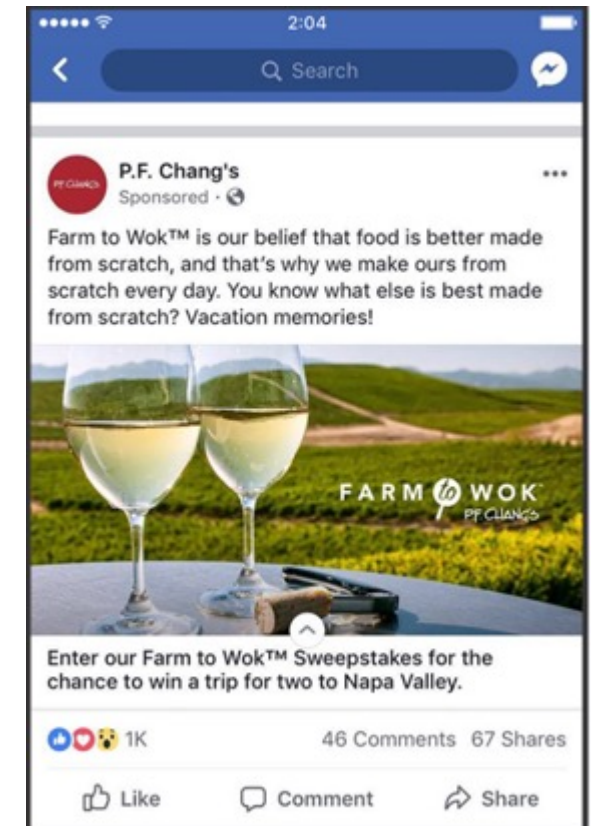 2:04
Search
P.F. CHANG'S
P.F. Chang's
Sponsored ·
Farm to Wok™ is our belief that food is better made
from scratch, and that's why we make ours from
scratch every day. You know what else is best made
from scratch? Vacation memories!
FARM to WOK
P.F. CHANG'S
Enter our Farm to Wok™ Sweepstakes for the
chance to win a trip for two to Napa Valley.
1K
46 Comments 67 Shares
Like
Comment
Share